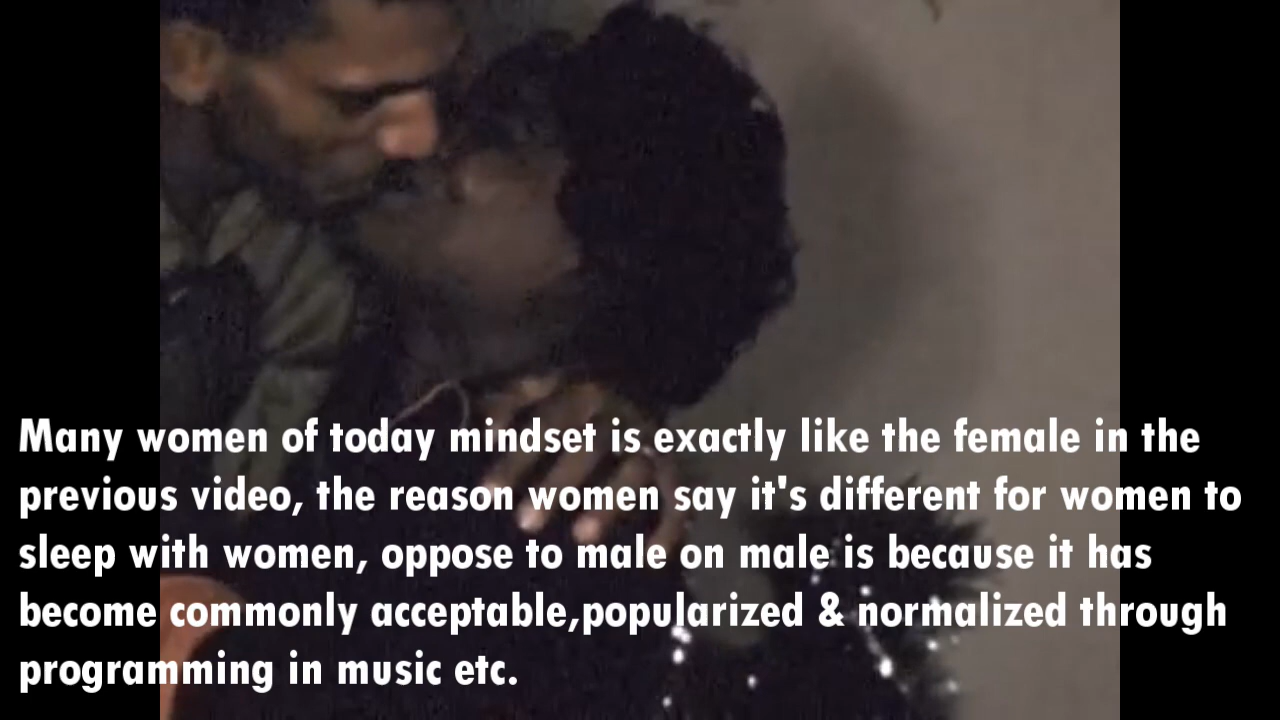 Many women of today mindset is exactly like the female in the
previous video, the reason women say it's different for women to
sleep with women, oppose to male on male is because it has
become commonly acceptable,popularized & normalized through
programming in music etc.